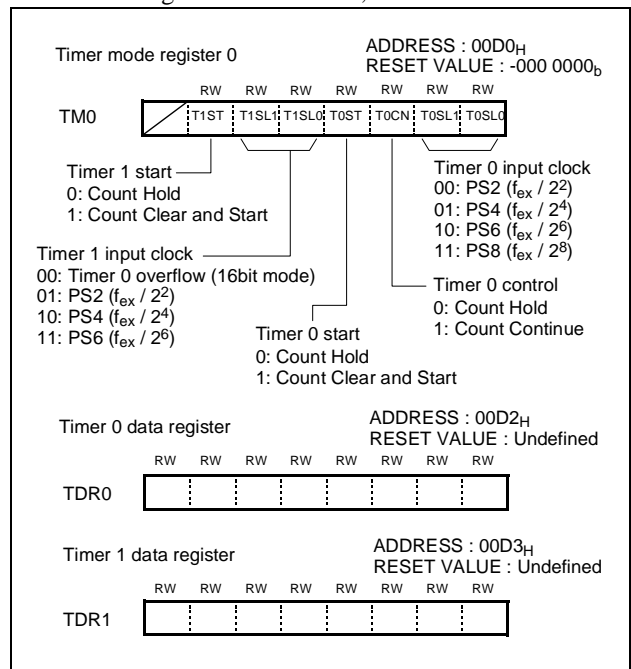 Timer mode register 0
ADDRESS : 00D0H
RESET VALUE : -000 0000b
RW RW RW RW RW RW RW
TM0 T1ST T1SL1 T1SL0 T0ST T0CN T0SL1 T0SL0
Timer 1 start
0: Count Hold
1: Count Clear and Start
Timer 1 input clock
00: Timer 0 overflow (16bit mode)
01: PS2 (fex / 2²)
10: PS4 (fex / 2⁴)
11: PS6 (fex / 2⁶)
Timer 0 start
0: Count Hold
1: Count Clear and Start
Timer 0 input clock
00: PS2 (fex / 2²)
01: PS4 (fex / 2⁴)
10: PS6 (fex / 2⁶)
11: PS8 (fex / 2⁸)
Timer 0 control
0: Count Hold
1: Count Continue
Timer 0 data register
ADDRESS : 00D2H
RESET VALUE : Undefined
RW RW RW RW RW RW RW RW
TDR0
Timer 1 data register
ADDRESS : 00D3H
RESET VALUE : Undefined
RW RW RW RW RW RW RW RW
TDR1